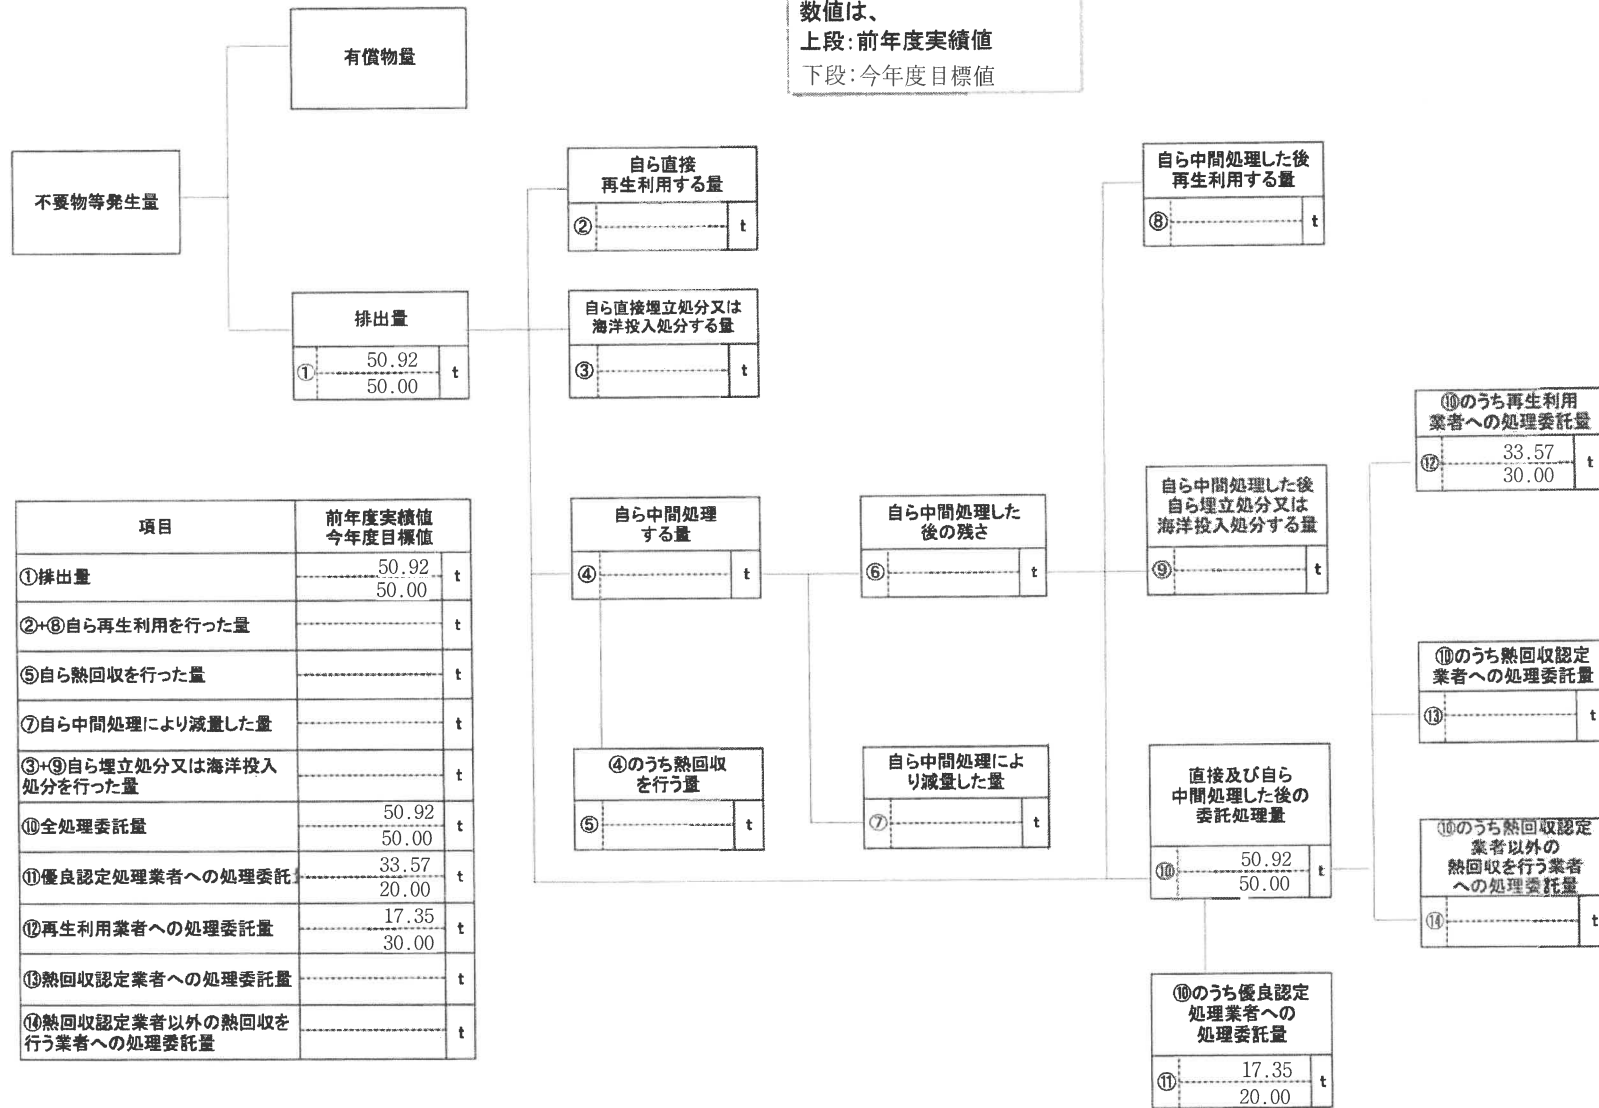 数値は、
上段：前年度実績値
下段：今年度目標値
有償物量
不要物等発生量
排出量
① 50.92 t
50.00
自ら直接
再生利用する量
② t
自ら直接埋立処分又は
海洋投入処分する量
③ t
自ら中間処理
する量
④ t
④のうち熱回収
を行う量
⑤ t
自ら中間処理した
後の残さ
⑥ t
自ら中間処理によ
り減量した量
⑦ t
自ら中間処理した後
再生利用する量
⑧ t
自ら中間処理した後
自ら埋立処分又は
海洋投入処分する量
⑨ t
直接及び自ら
中間処理した後の
委託処理量
⑩ 50.92 t
50.00
⑩のうち優良認定
処理業者への
処理委託量
⑪ 17.35 t
20.00
⑩のうち再生利用
業者への処理委託量
⑫ 33.57 t
30.00
⑩のうち熱回収認定
業者への処理委託量
⑬ t
⑩のうち熱回収認定
業者以外の
熱回収を行う業者
への処理委託量
⑭ t
項目 前年度実績値
今年度目標値
①排出量 50.92 t
50.00
②+⑧自ら再生利用を行った量 t
⑤自ら熱回収を行った量 t
⑦自ら中間処理により減量した量 t
③+⑨自ら埋立処分又は海洋投入
処分を行った量 t
⑩全処理委託量 50.92 t
50.00
⑪優良認定処理業者への処理委託 33.57 t
20.00
⑫再生利用業者への処理委託量 17.35 t
30.00
⑬熱回収認定業者への処理委託量 t
⑭熱回収認定業者以外の熱回収を
行う業者への処理委託量 t